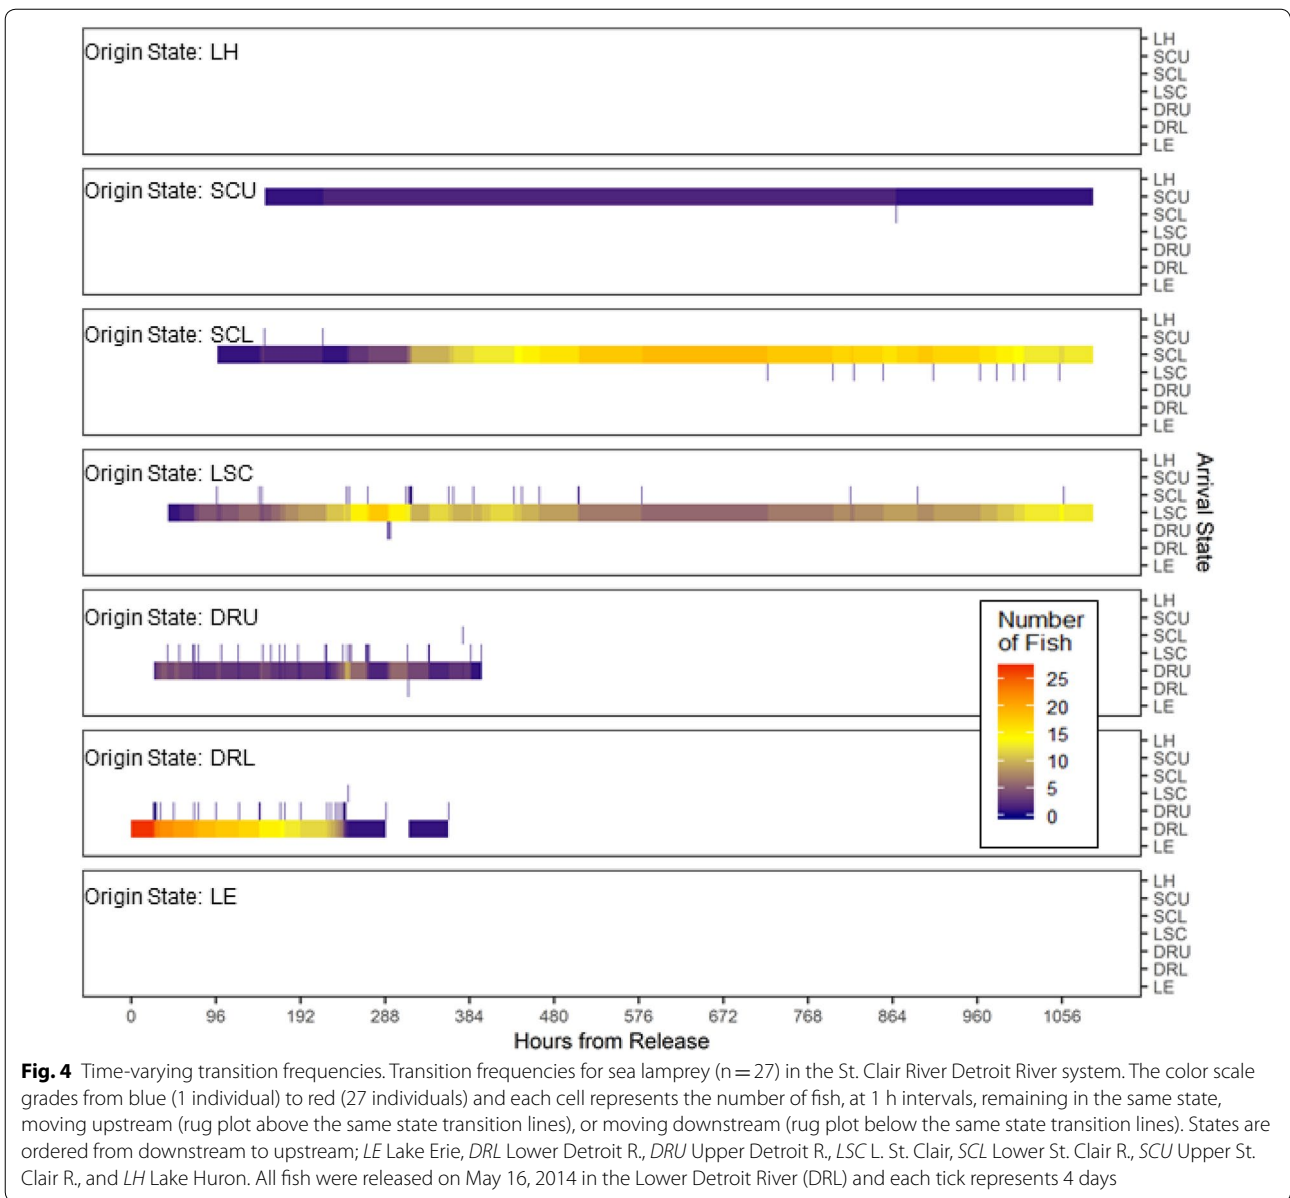 Origin State: LH
LH
SCU
SCL
LSC
DRU
DRL
LE
Origin State: SCU
LH
SCU
SCL
LSC
DRU
DRL
LE
Origin State: SCL
LH
SCU
SCL
LSC
DRU
DRL
LE
Origin State: LSC
LH
SCU
SCL
LSC
DRU
DRL
LE
Arrival State
Origin State: DRU
LH
SCU
SCL
LSC
DRU
DRL
LE
Number
of Fish
25
20
15
10
5
0
Origin State: DRL
LH
SCU
SCL
LSC
DRU
DRL
LE
Origin State: LE
LH
SCU
SCL
LSC
DRU
DRL
LE
0 96 192 288 384 480 576 672 768 864 960 1056
Hours from Release
Fig. 4 Time-varying transition frequencies. Transition frequencies for sea lamprey (n = 27) in the St. Clair River Detroit River system. The color scale
grades from blue (1 individual) to red (27 individuals) and each cell represents the number of fish, at 1 h intervals, remaining in the same state,
moving upstream (rug plot above the same state transition lines), or moving downstream (rug plot below the same state transition lines). States are
ordered from downstream to upstream; LE Lake Erie, DRL Lower Detroit R., DRU Upper Detroit R., LSC L. St. Clair, SCL Lower St. Clair R., SCU Upper St.
Clair R., and LH Lake Huron. All fish were released on May 16, 2014 in the Lower Detroit River (DRL) and each tick represents 4 days